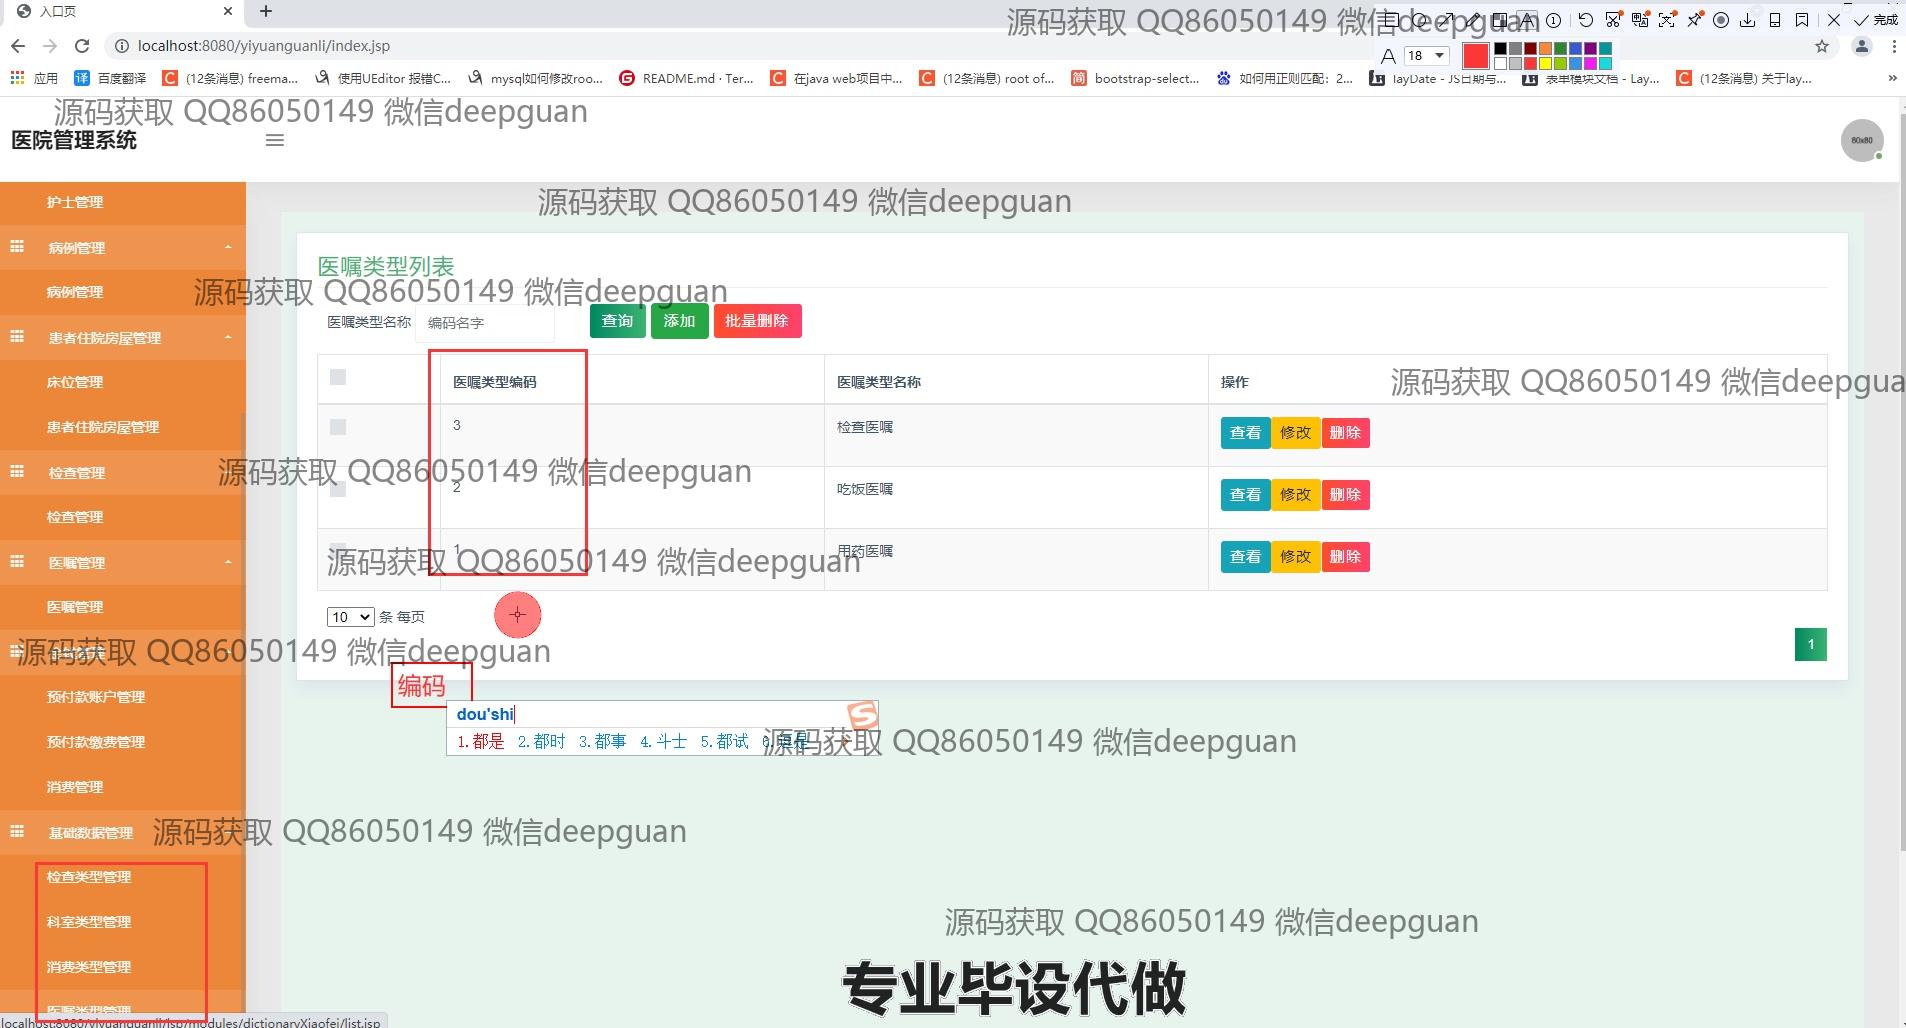 入口页
完成
localhost:8080/yiyuanguanli/index.jsp
18
应用
百度翻译
(12条消息) freema...
使用UEditor 报错C...
mysql如何修改roo...
README.md · Ter...
在java web项目中...
(12条消息) root of...
bootstrap-select...
如何用正则匹配：2...
layDate - JS日期与...
表单模块文档 - Lay...
(12条消息) 关于lay...
源码获取 QQ86050149 微信deepguan
源码获取 QQ86050149 微信deepguan
医院管理系统
80x80
源码获取 QQ86050149 微信deepguan
护士管理
病例管理
病例管理
患者住院房屋管理
床位管理
患者住院房屋管理
检查管理
检查管理
医嘱管理
医嘱管理
预付款账户管理
预付款缴费管理
消费管理
基础数据管理
检查类型管理
科室类型管理
消费类型管理
医嘱类型管理
医嘱类型列表
源码获取 QQ86050149 微信deepguan
医嘱类型名称
编码名字
查询
添加
批量删除
医嘱类型编码
医嘱类型名称
操作
源码获取 QQ86050149 微信deepgua
3
检查医嘱
查看
修改
删除
源码获取 QQ86050149 微信deepguan
2
吃饭医嘱
查看
修改
删除
1
用药医嘱
查看
修改
删除
源码获取 QQ86050149 微信deepguan
10
条 每页
源码获取 QQ86050149 微信deepguan
1
编码
dou'shi
1.都是 2.都时 3.都事 4.斗士 5.都试
源码获取 QQ86050149 微信deepguan
源码获取 QQ86050149 微信deepguan
源码获取 QQ86050149 微信deepguan
专业毕设代做
localhost:8080/yiyuanguanli/jsp/modules/dictionaryXiaofei/list.jsp